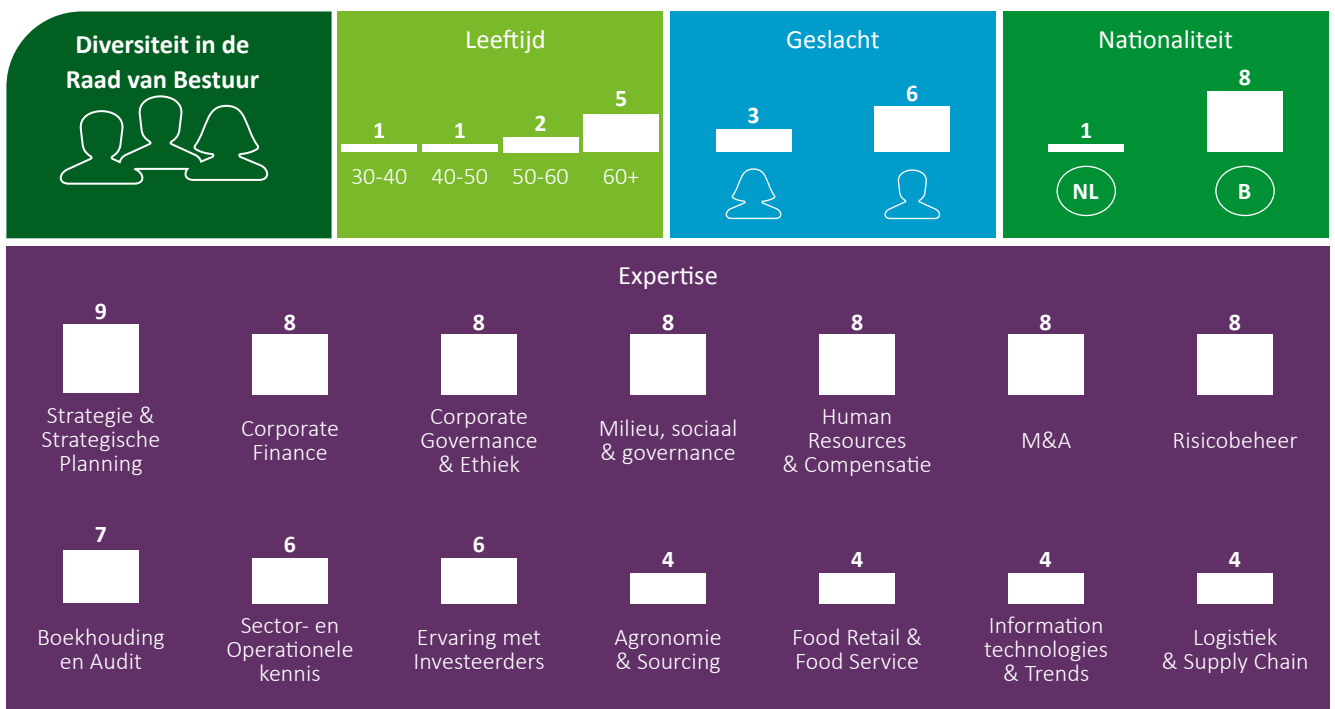 Diversiteit in de
Raad van Bestuur
Leeftijd
1 1 2 5
30-40 40-50 50-60 60+
Geslacht
3 6
Nationaliteit
1 8
NL B
Expertise
9 8 8 8 8 8 8
Strategie &
Strategische
Planning
Corporate
Finance
Corporate
Governance
& Ethiek
Milieu, sociaal
& governance
Human
Resources
& Compensatie
M&A
Risicobeheer
7 6 6 4 4 4 4
Boekhouding
en Audit
Sector- en
Operationele
kennis
Ervaring met
Investeerders
Agronomie
& Sourcing
Food Retail &
Food Service
Information
technologies
& Trends
Logistiek
& Supply Chain